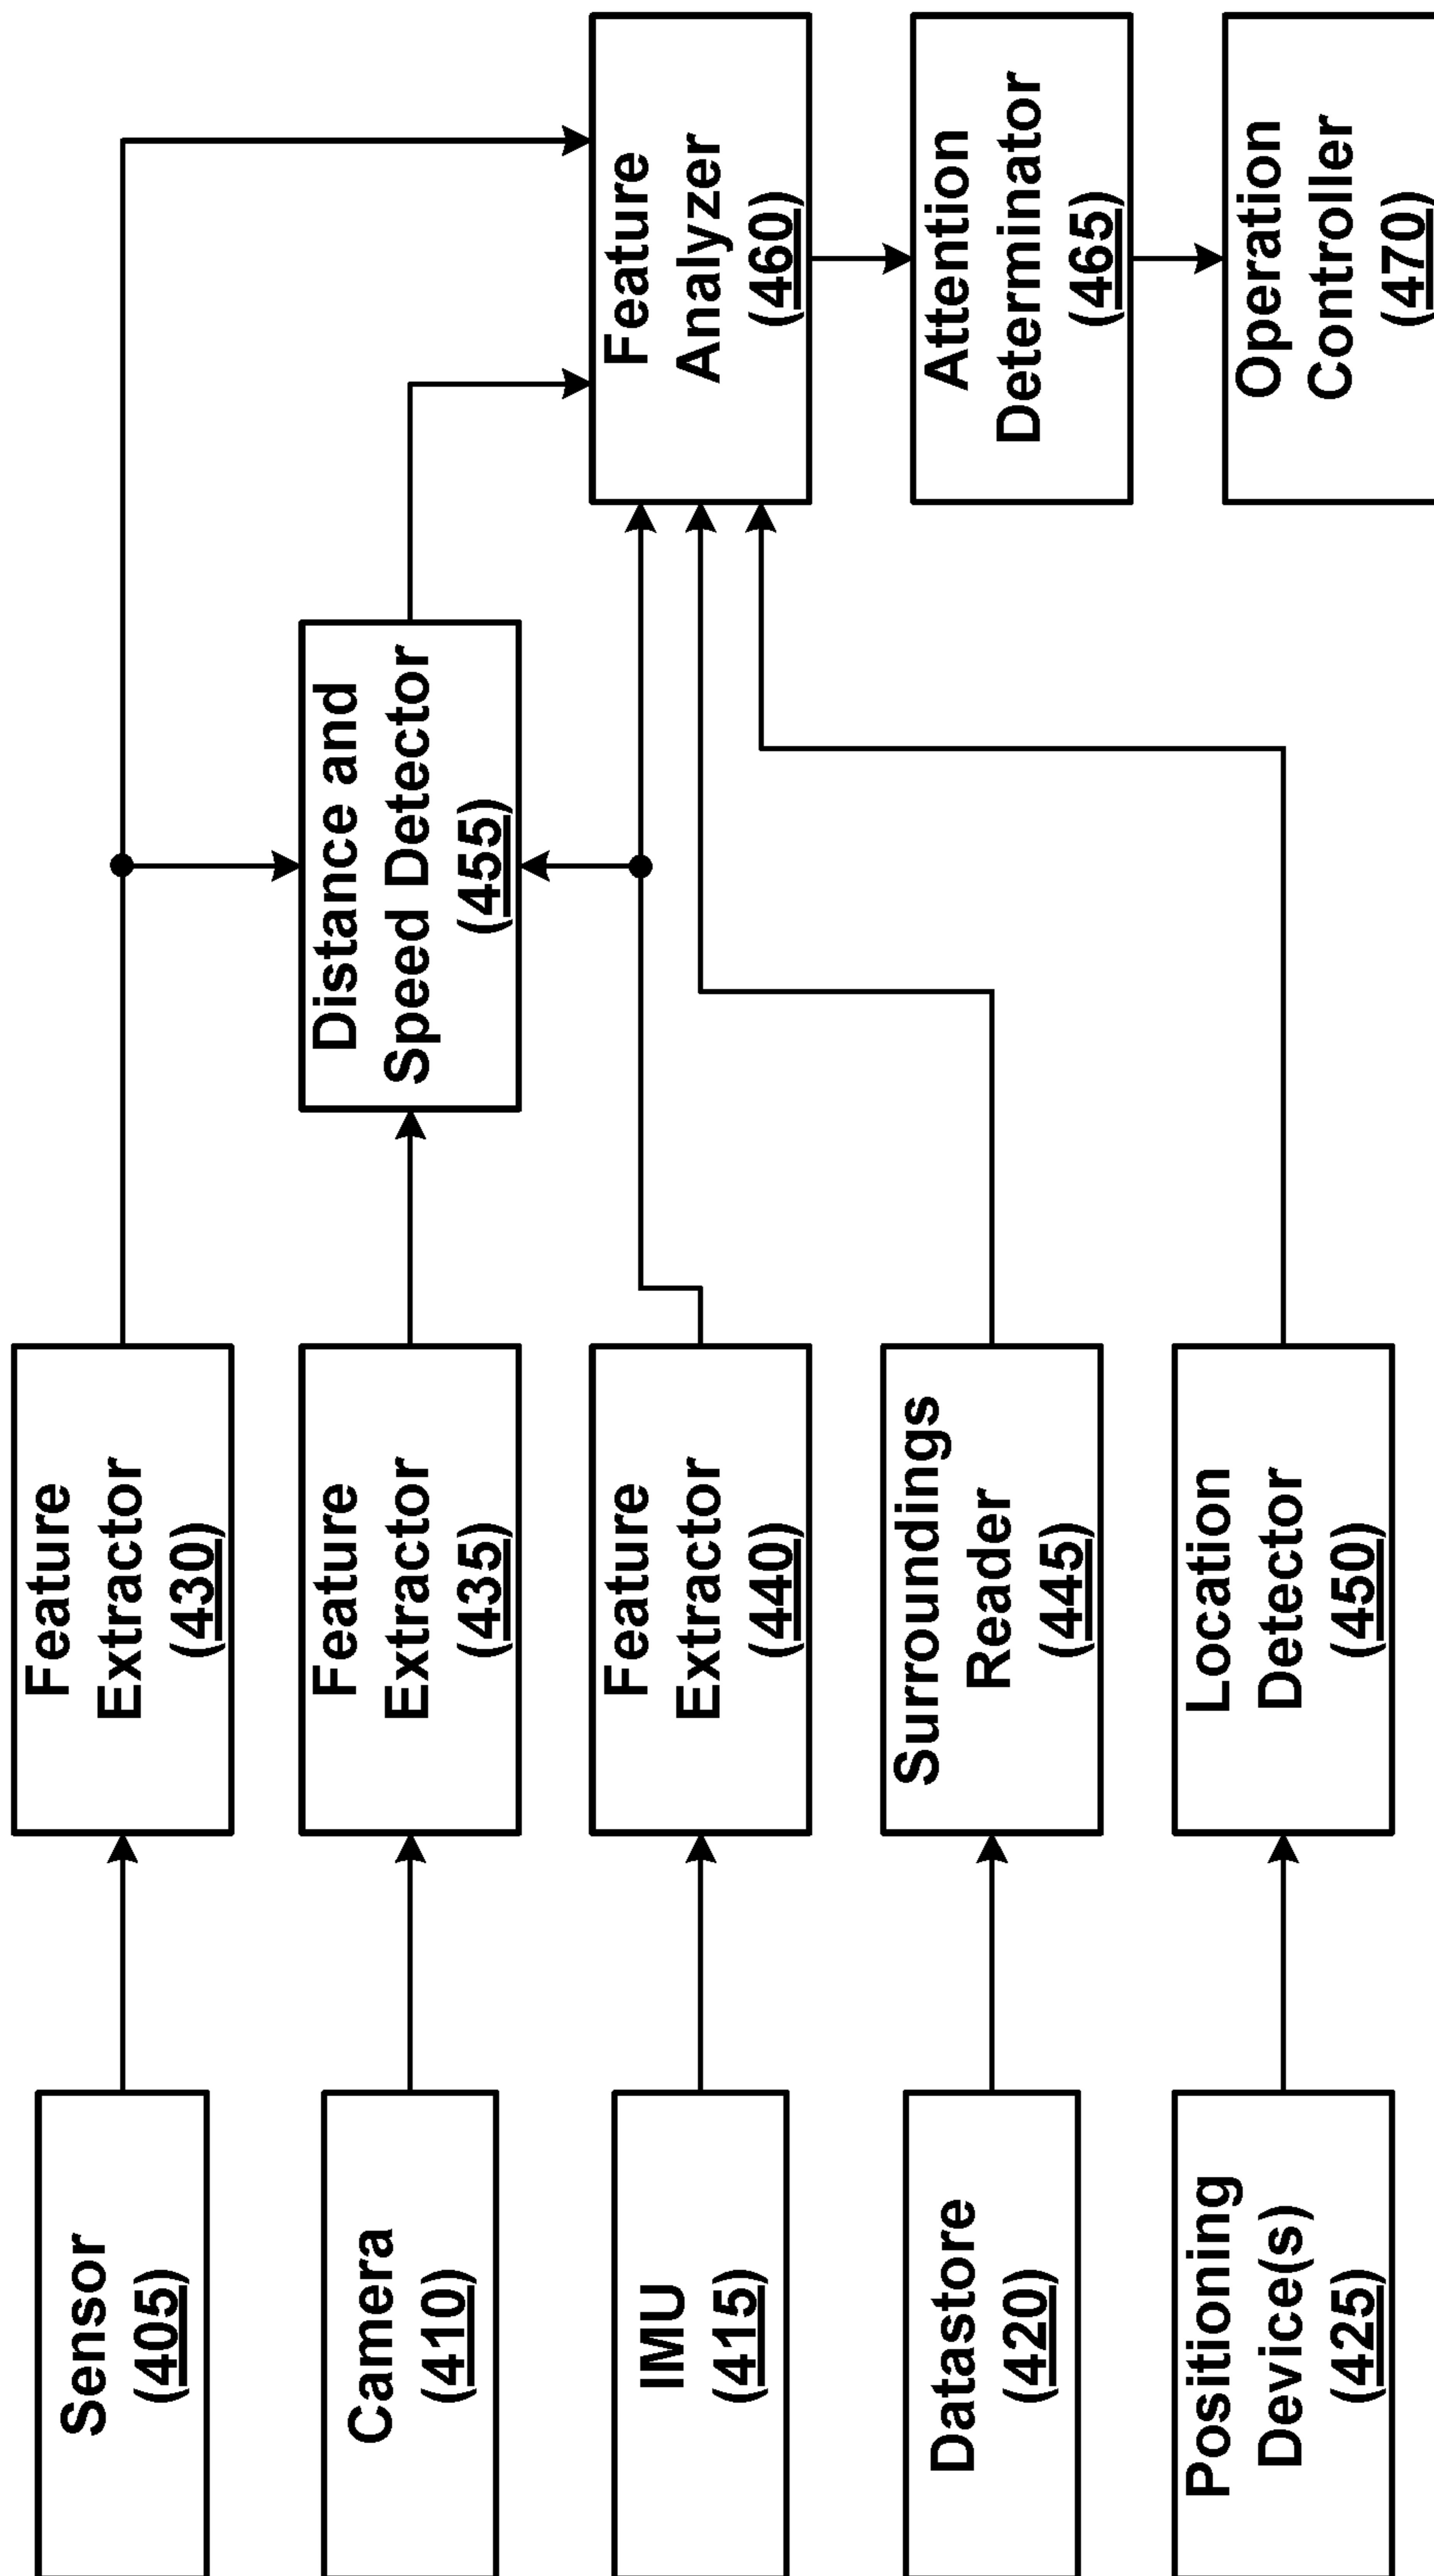 Sensor
(405)
Feature
Extractor
(430)
Camera
(410)
Feature
Extractor
(435)
Distance and
Speed Detector
(455)
IMU
(415)
Feature
Extractor
(440)
Feature
Analyzer
(460)
Datastore
(420)
Surroundings
Reader
(445)
Attention
Determinator
(465)
Positioning
Device(s)
(425)
Location
Detector
(450)
Operation
Controller
(470)